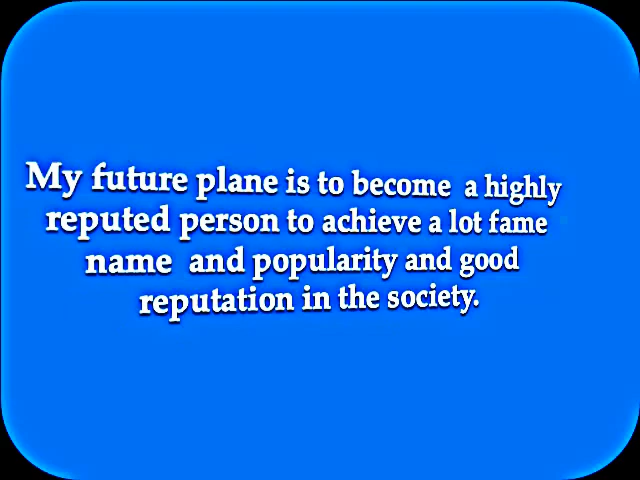 My future plane is to become a highly
reputed person to achieve a lot fame
name and popularity and good
reputation in the society.